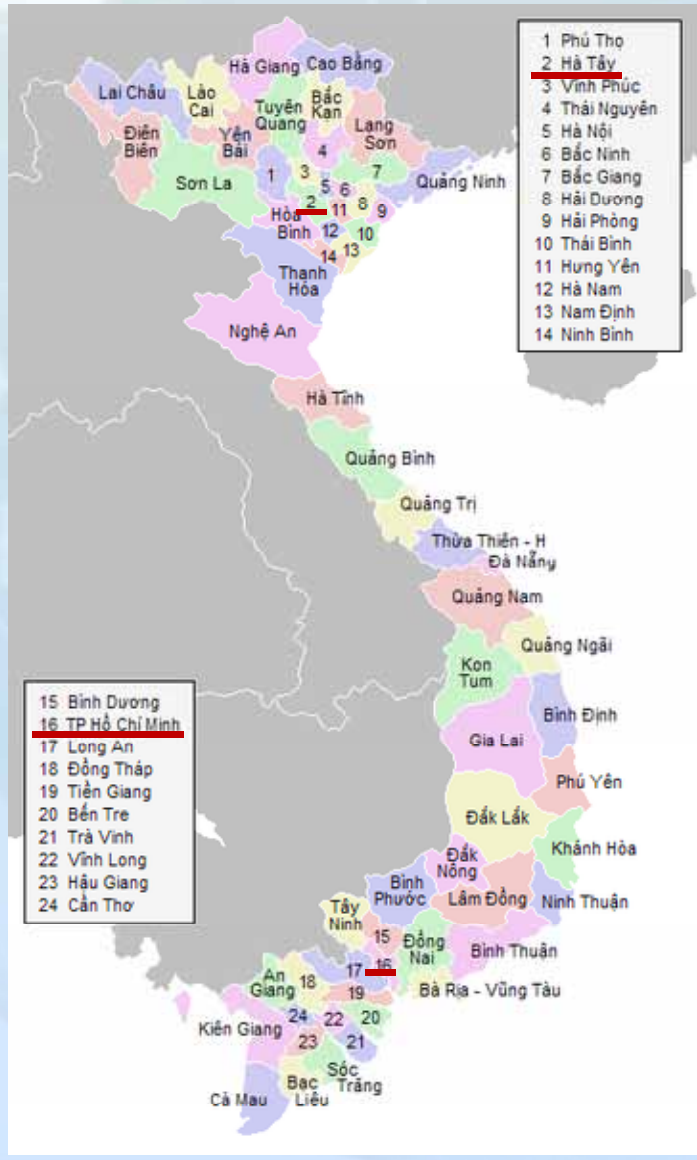 1 Phú Thọ
2 Hà Tây
3 Vĩnh Phúc
4 Thái Nguyên
5 Hà Nội
6 Bắc Ninh
7 Bắc Giang
8 Hải Dương
9 Hải Phòng
10 Thái Bình
11 Hưng Yên
12 Hà Nam
13 Nam Định
14 Ninh Bình
Hà Giang
Cao Bằng
Lai Châu
Lào
Cai
Tuyên
Quang
Bắc
Kạn
Điên
Biên
Yên
Bái
Lang
Sơn
4
Sơn La
1
3
5
6
7
Quảng Ninh
2
11
8
9
Hòa
Bình
12
10
14
13
Thanh
Hóa
Nghệ An
Hà Tĩnh
Quảng Bình
Quảng Trị
Thừa Thiên - H
Đà Nẵng
Quảng Nam
Quảng Ngãi
Kon
Tum
Bình Định
Gia Lai
Phú Yên
Đắk Lắk
Khánh Hòa
Đắk
Nông
Bình
Phước
Lâm Đồng
Ninh Thuận
Tây
Ninh
15
Đồng
Nai
Bình Thuận
16
17
An
Giang
18
Bà Rịa - Vũng Tàu
19
24
22
20
Kiên Giang
23
21
Sóc
Trăng
Bạc
Liêu
Cà Mau
15 Bình Dương
16 TP Hồ Chí Minh
17 Long An
18 Đồng Tháp
19 Tiền Giang
20 Bến Tre
21 Trà Vinh
22 Vĩnh Long
23 Hậu Giang
24 Cần Thơ